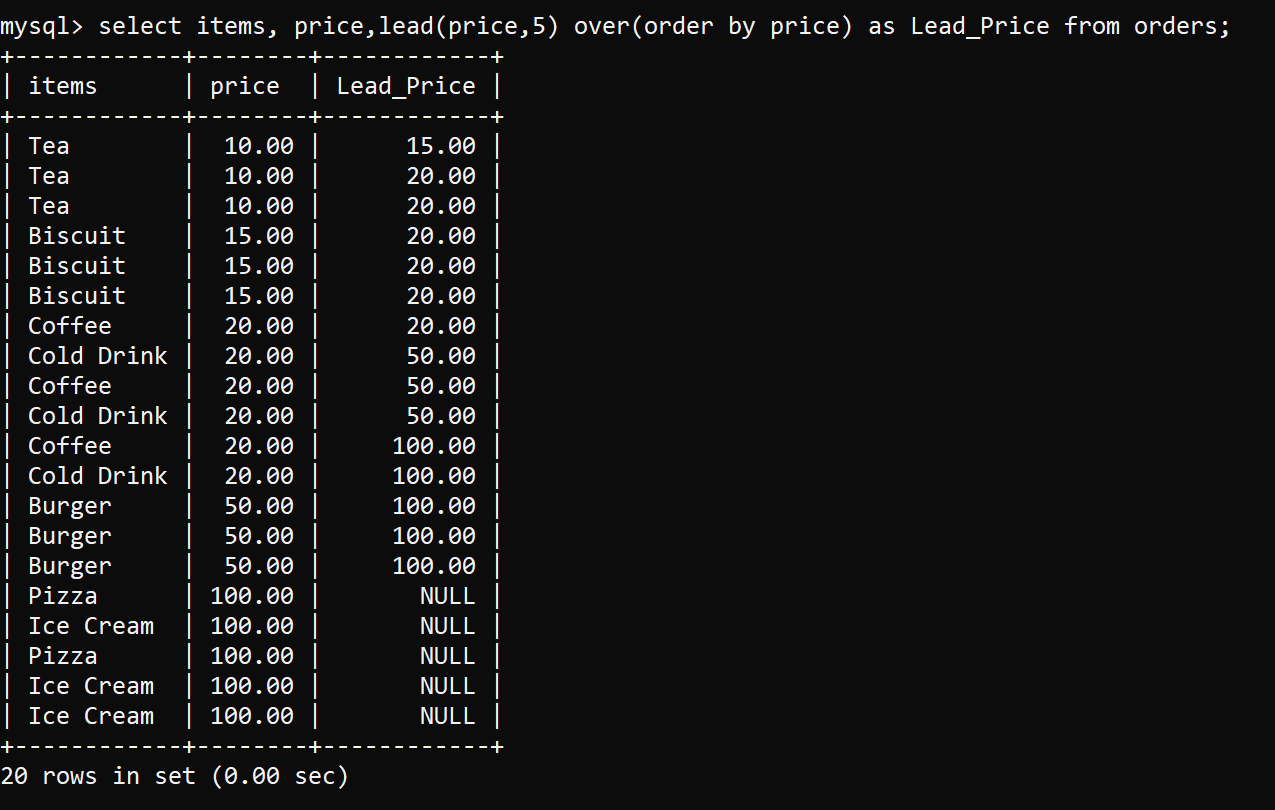 mysql> select items, price,lead(price,5) over(order by price) as Lead_Price from orders;
+------------+--------+------------+
| items      | price  | Lead_Price |
+------------+--------+------------+
| Tea        |  10.00 |      15.00 |
| Tea        |  10.00 |      20.00 |
| Tea        |  10.00 |      20.00 |
| Biscuit    |  15.00 |      20.00 |
| Biscuit    |  15.00 |      20.00 |
| Biscuit    |  15.00 |      20.00 |
| Coffee     |  20.00 |      20.00 |
| Cold Drink |  20.00 |      50.00 |
| Coffee     |  20.00 |      50.00 |
| Cold Drink |  20.00 |      50.00 |
| Coffee     |  20.00 |     100.00 |
| Cold Drink |  20.00 |     100.00 |
| Burger     |  50.00 |     100.00 |
| Burger     |  50.00 |     100.00 |
| Burger     |  50.00 |     100.00 |
| Pizza      | 100.00 |       NULL |
| Ice Cream  | 100.00 |       NULL |
| Pizza      | 100.00 |       NULL |
| Ice Cream  | 100.00 |       NULL |
| Ice Cream  | 100.00 |       NULL |
+------------+--------+------------+
20 rows in set (0.00 sec)